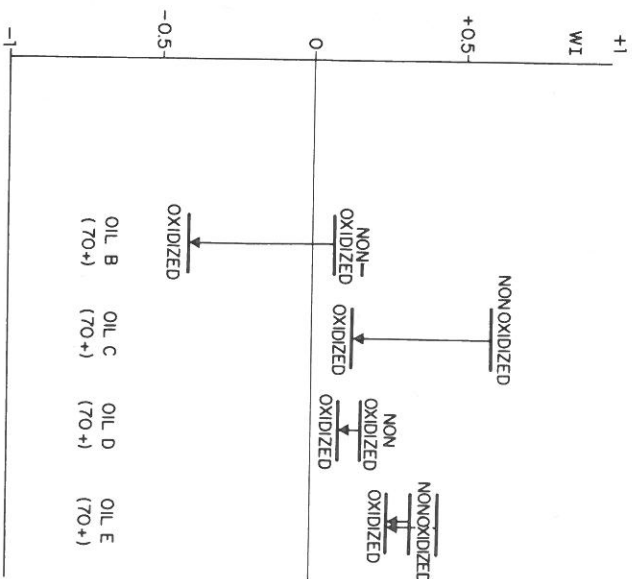 +1
WI
+0.5
0
-0.5
-1
NON-
OXIDIZED
OXIDIZED
OIL B
(70+)
NONOXIDIZED
OXIDIZED
OIL C
(70+)
NON
OXIDIZED
OXIDIZED
OIL D
(70+)
NONOXIDIZED
OXIDIZED
OIL E
(70+)